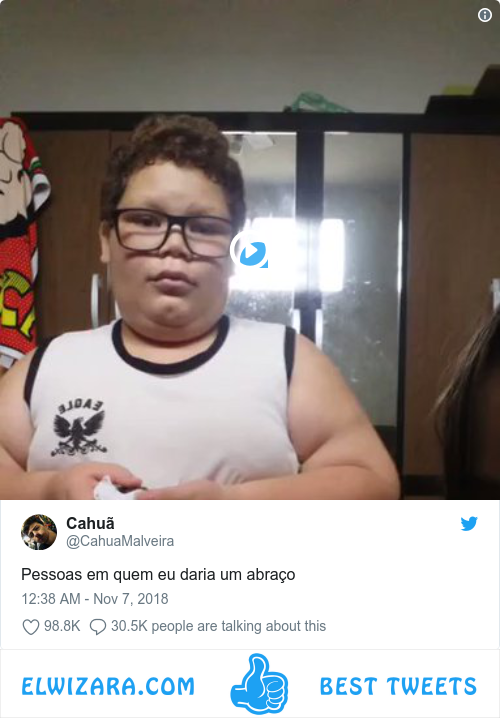 EAGLE
Cahuã
@CahuaMalveira
Pessoas em quem eu daria um abraço
12:38 AM - Nov 7, 2018
98.8K 30.5K people are talking about this
ELWIZARA.COM BEST TWEETS